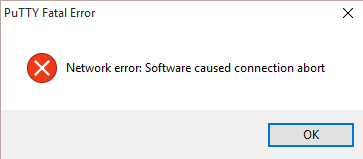 PuTTY Fatal Error
Network error: Software caused connection abort
OK